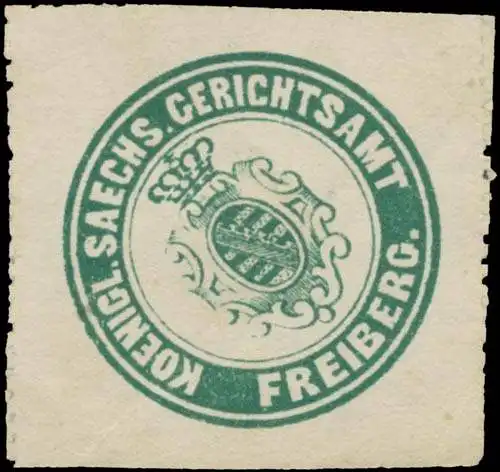 KOENIGL. SAECHS. GERICHTSAMT
FREIBERG.